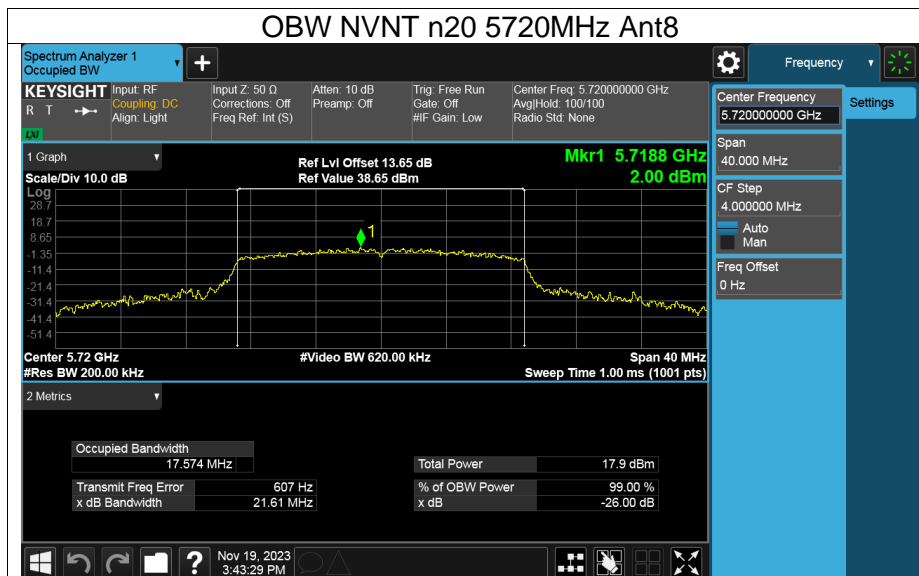 OBW NVNT n20 5720MHz Ant8
Spectrum Analyzer 1
Occupied BW
Frequency
KEYSIGHT
R T
LXI
Input: RF
Coupling: DC
Align: Light
Input Z: 50 Ω
Corrections: Off
Freq Ref: Int (S)
Atten: 10 dB
Preamp: Off
Trig: Free Run
Gate: Off
#IF Gain: Low
Center Freq: 5.720000000 GHz
Avg|Hold: 100/100
Radio Std: None
Center Frequency
5.720000000 GHz
Settings
Span
40.000 MHz
CF Step
4.000000 MHz
Auto
Man
Freq Offset
0 Hz
1 Graph
Scale/Div 10.0 dB
Ref Lvl Offset 13.65 dB
Ref Value 38.65 dBm
Mkr1 5.7188 GHz
2.00 dBm
Log
28.7
18.7
8.65
-1.35
-11.4
-21.4
-31.4
-41.4
-51.4
1
Center 5.72 GHz
#Video BW 620.00 kHz
Span 40 MHz
#Res BW 200.00 kHz
Sweep Time 1.00 ms (1001 pts)
2 Metrics
Occupied Bandwidth
17.574 MHz
Total Power 17.9 dBm
Transmit Freq Error 607 Hz
% of OBW Power 99.00 %
x dB Bandwidth 21.61 MHz
x dB -26.00 dB
?
Nov 19, 2023
3:43:29 PM